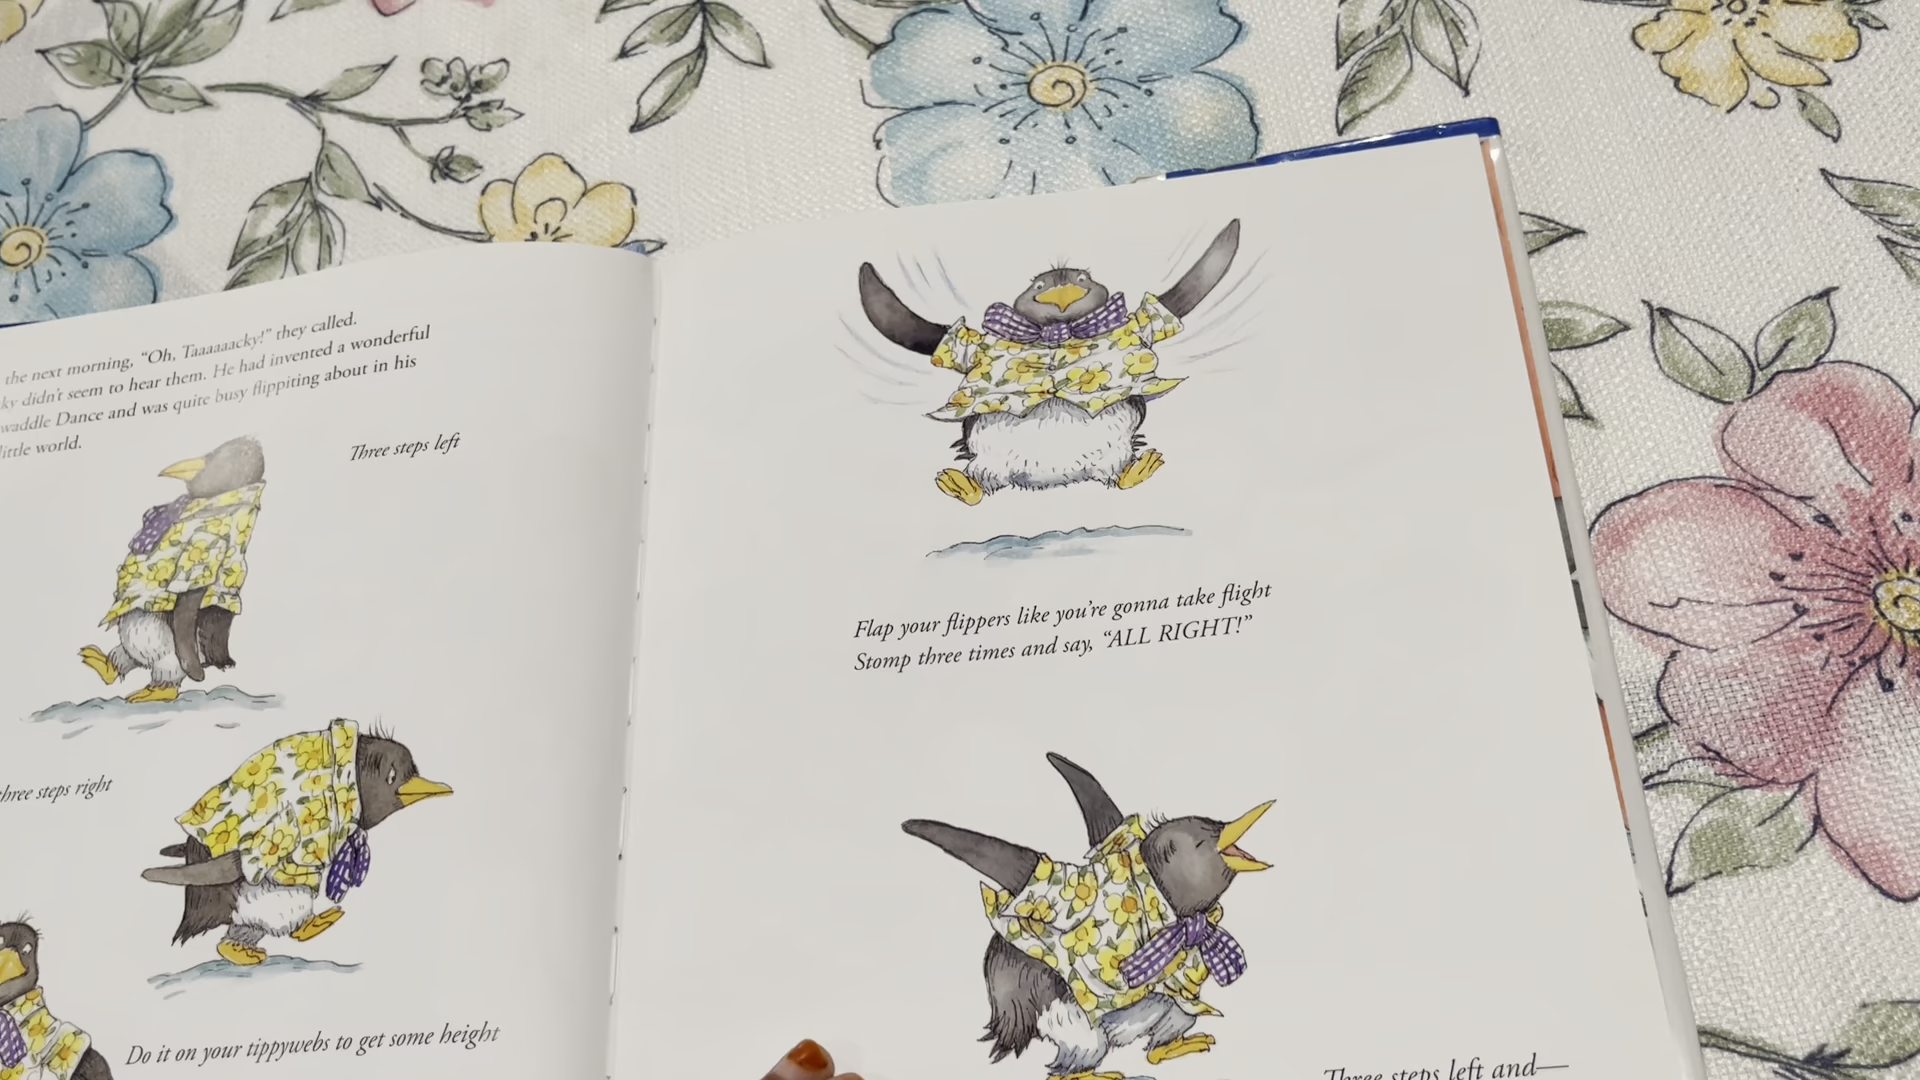 the next morning, “Oh, Taaaaaacky!” they called.
ky didn’t seem to hear them. He had invented a wonderful
waddle Dance and was quite busy flippiting about in his
little world.
Three steps left
three steps right
Do it on your tippywebs to get some height
Flap your flippers like you’re gonna take flight
Stomp three times and say, “ALL RIGHT!”
Three steps left and—